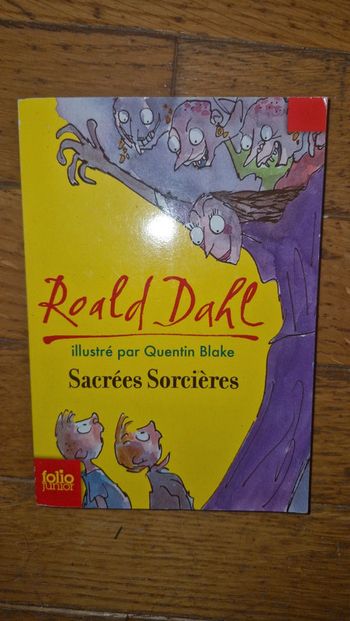 Roald Dahl
illustré par Quentin Blake
Sacrées Sorcières
folio
junior